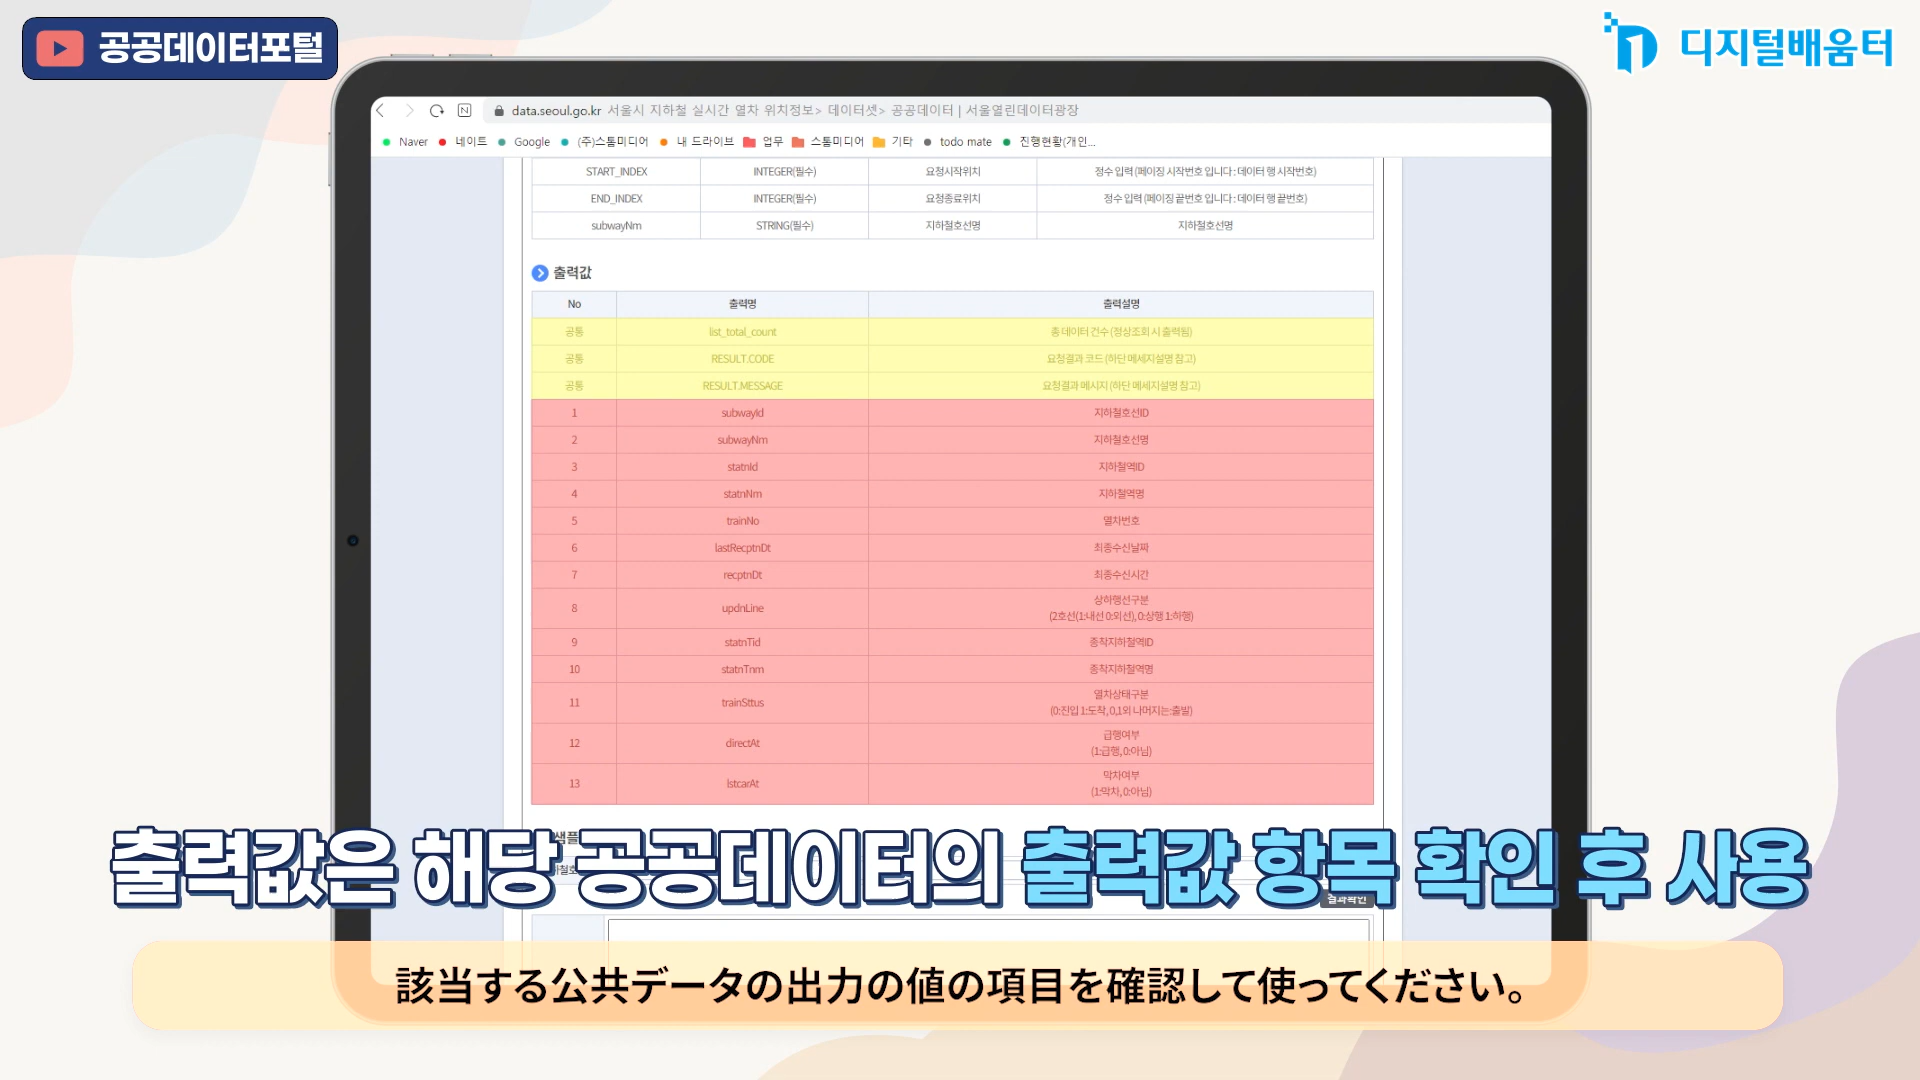 공공데이터포털
디지털배움터
data.seoul.go.kr 서울시 지하철 실시간 열차 위치정보> 데이터셋> 공공데이터 | 서울열린데이터광장
Naver 네이트 Google (주)스톰미디어 내 드라이브 업무 스톰미디어 기타 todo mate 진행현황(개인...
START_INDEX INTEGER(필수) 요청시작위치 정수 입력 (페이징 시작번호 입니다 : 데이터 행 시작번호)
END_INDEX INTEGER(필수) 요청종료위치 정수 입력 (페이징 끝번호 입니다 : 데이터 행 끝번호)
subwayNm STRING(필수) 지하철호선명 지하철호선명
출력값
No 출력명 출력설명
공통 list_total_count 총 데이터 건수 (정상조회 시 출력됨)
공통 RESULT.CODE 요청결과 코드 (하단 메세지설명 참고)
공통 RESULT.MESSAGE 요청결과 메시지 (하단 메세지설명 참고)
1 subwayId 지하철호선ID
2 subwayNm 지하철호선명
3 statnId 지하철역ID
4 statnNm 지하철역명
5 trainNo 열차번호
6 lastRecptnDt 최종수신날짜
7 recptnDt 최종수신시간
8 updnLine 상하행선구분
(2호선(1:내선 0:외선), 0:상행 1:하행)
9 statnTid 종착지하철역ID
10 statnTnm 종착지하철역명
11 trainSttus 열차상태구분
(0:진입 1:도착, 0,1외 나머지는:출발)
12 directAt 급행여부
(1:급행, 0:아님)
13 lstcarAt 막차여부
(1:막차, 0:아님)
출력값은 해당 공공데이터의 출력값 항목 확인 후 사용
결과확인
該当する公共データの出力の値の項目を確認して使ってください。